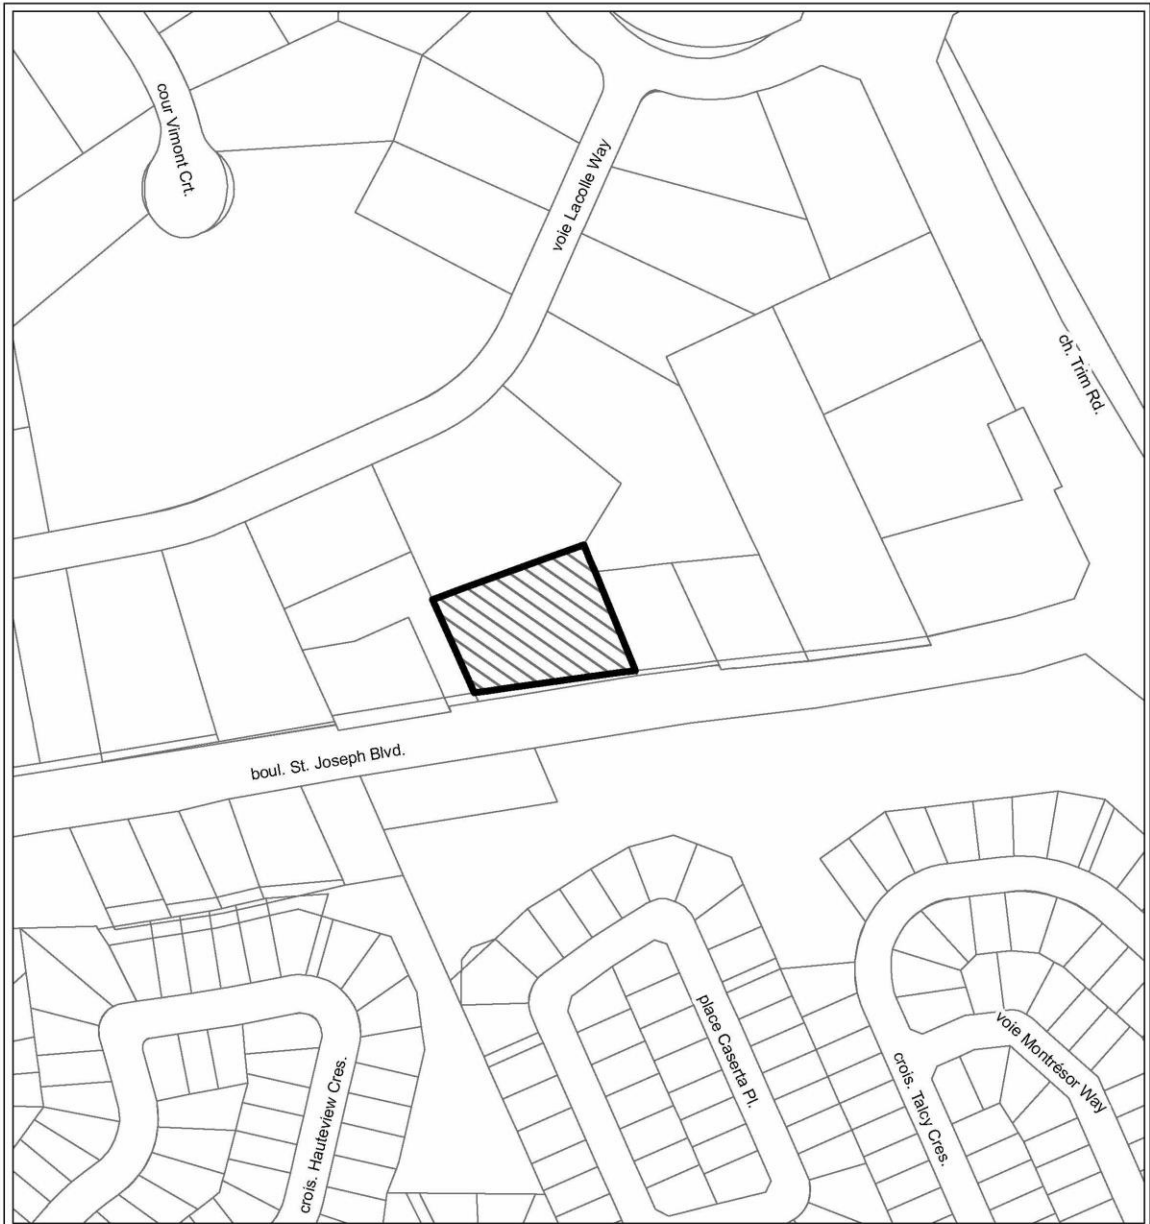 cour Vimont Crt.
voie Lacolle Way
ch. Trim Rd.
boul. St. Joseph Blvd.
place Caserta Pl.
voie Montrésor Way
crois. Talcy Cres.
crois. Hauteview Cres.